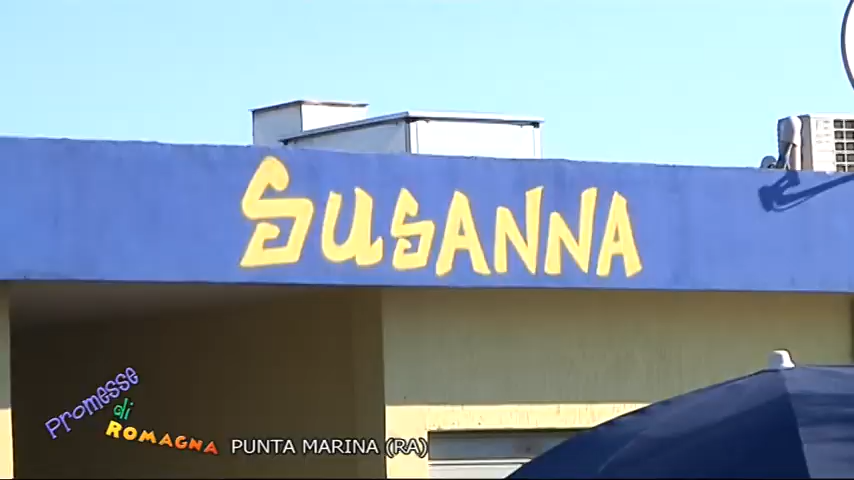 SUSANNA
Promesse
di
ROMAGNA
PUNTA MARINA (RA)